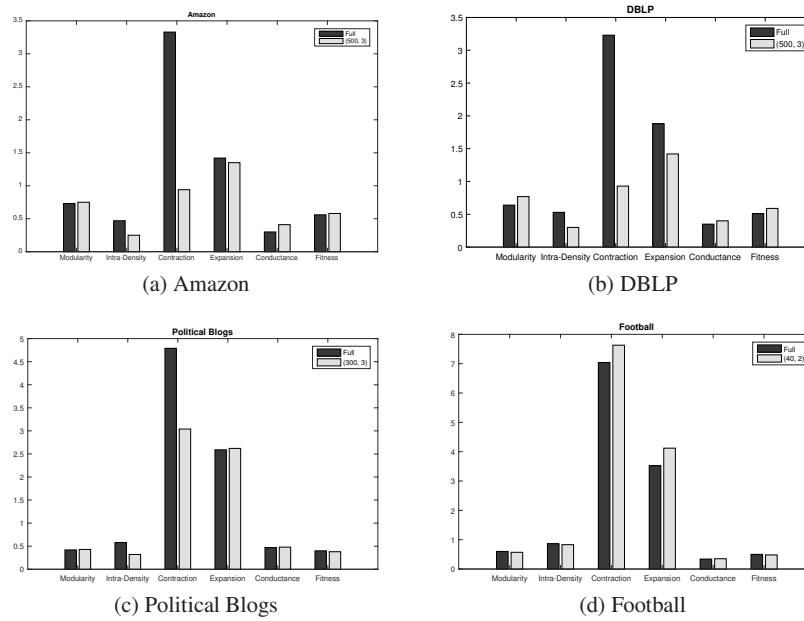 Amazon
3.5
3
2.5
2
1.5
1
0.5
0
Full
(500, 3)
Modularity Intra-Density Contraction Expansion Conductance Fitness
(a) Amazon
DBLP
3.5
3
2.5
2
1.5
1
0.5
0
Full
(500, 3)
Modularity Intra-Density Contraction Expansion Conductance Fitness
(b) DBLP
Political Blogs
5
4.5
4
3.5
3
2.5
2
1.5
1
0.5
0
Full
(300, 3)
Modularity Intra-Density Contraction Expansion Conductance Fitness
(c) Political Blogs
Football
8
7
6
5
4
3
2
1
0
Full
(40, 2)
Modularity Intra-Density Contraction Expansion Conductance Fitness
(d) Football